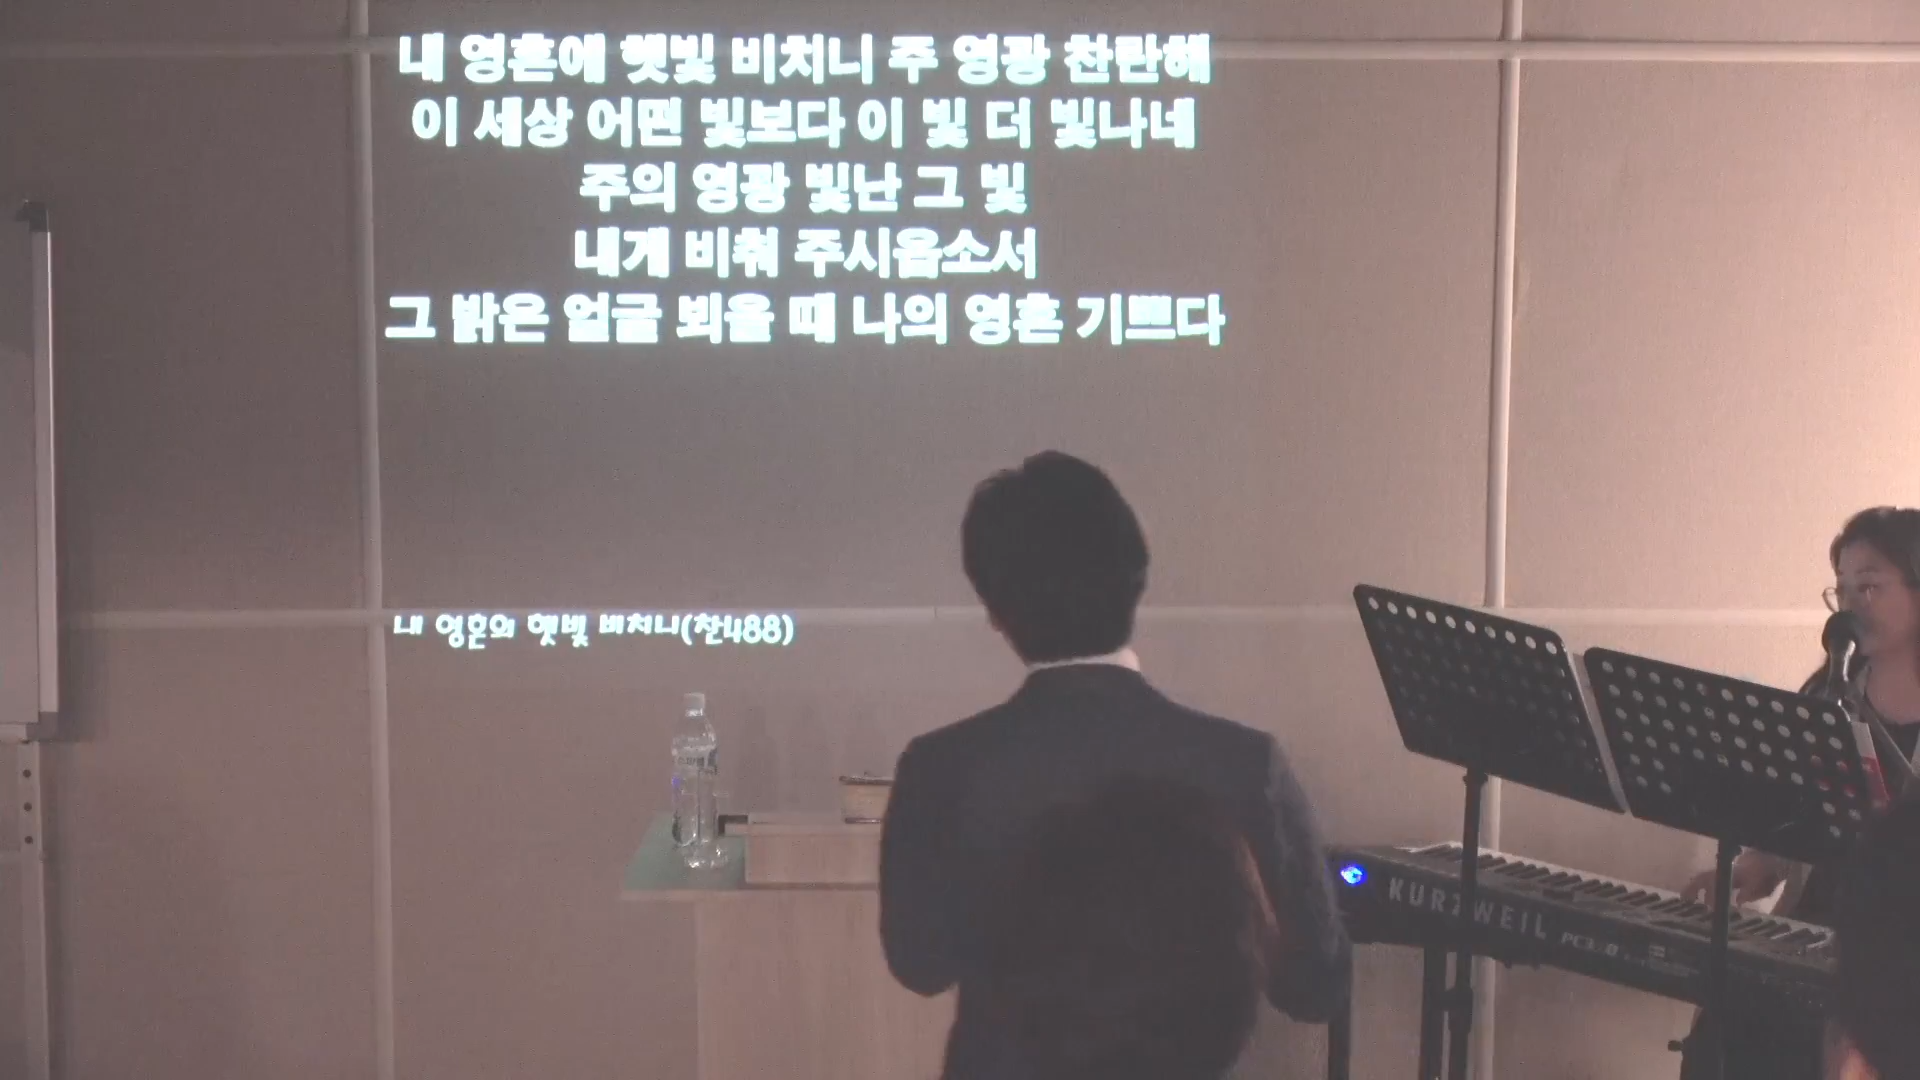 내 영혼에 햇빛 비치니 주 영광 찬란해
이 세상 어떤 빛보다 이 빛 더 빛나네
주의 영광 빛난 그 빛
내게 비춰 주시옵소서
그 밝은 얼굴 뵈올 때 나의 영혼 기쁘다
내 영혼의 햇빛 비치니(찬488)
KURZWEIL